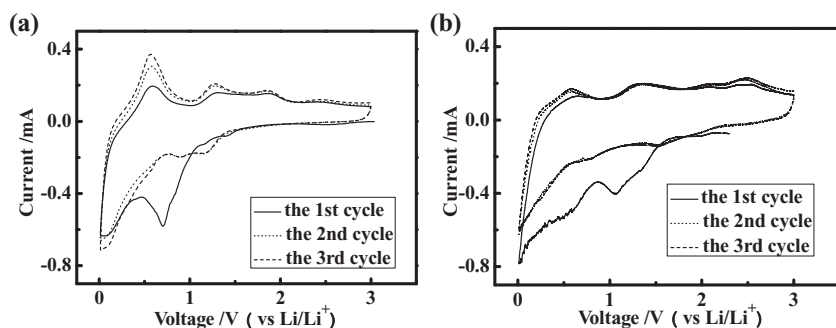 (a)
0.4
0.0
-0.4
-0.8
Current /mA
the 1st cycle
the 2nd cycle
the 3rd cycle
0 1 2 3
Voltage /V ( vs Li/Li⁺)
(b)
0.4
0.0
-0.4
-0.8
Current /mA
the 1st cycle
the 2nd cycle
the 3rd cycle
0 1 2 3
Voltage /V ( vs Li/Li⁺)